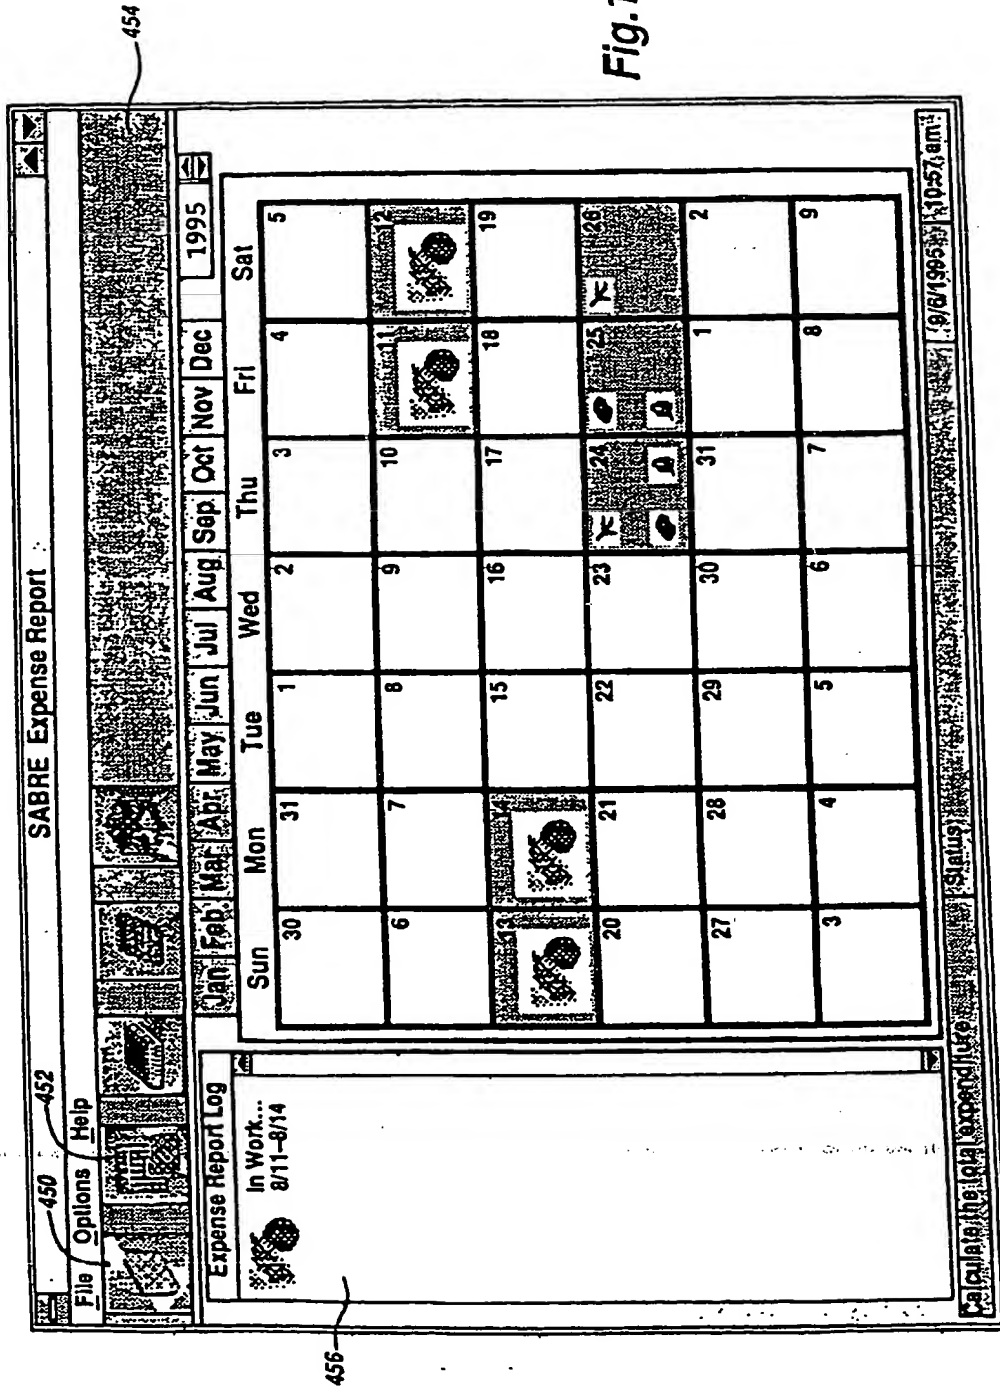 SABRE Expense Report
450
452
454
File Options Help
Expense Report Log
In Work...
8/11–8/14
456
Jan Feb Mar Apr May Jun Jul Aug Sep Oct Nov Dec 1995
Sun Mon Tue Wed Thu Fri Sat
30 31 1 2 3 4 5
6 7 8 9 10 11 12
13 14 15 16 17 18 19
20 21 22 23 24 25 26
27 28 29 30 31 1 2
3 4 5 6 7 8 9
Calculate the total expenditure Status 9/6/1995 10:57 am
Fig.